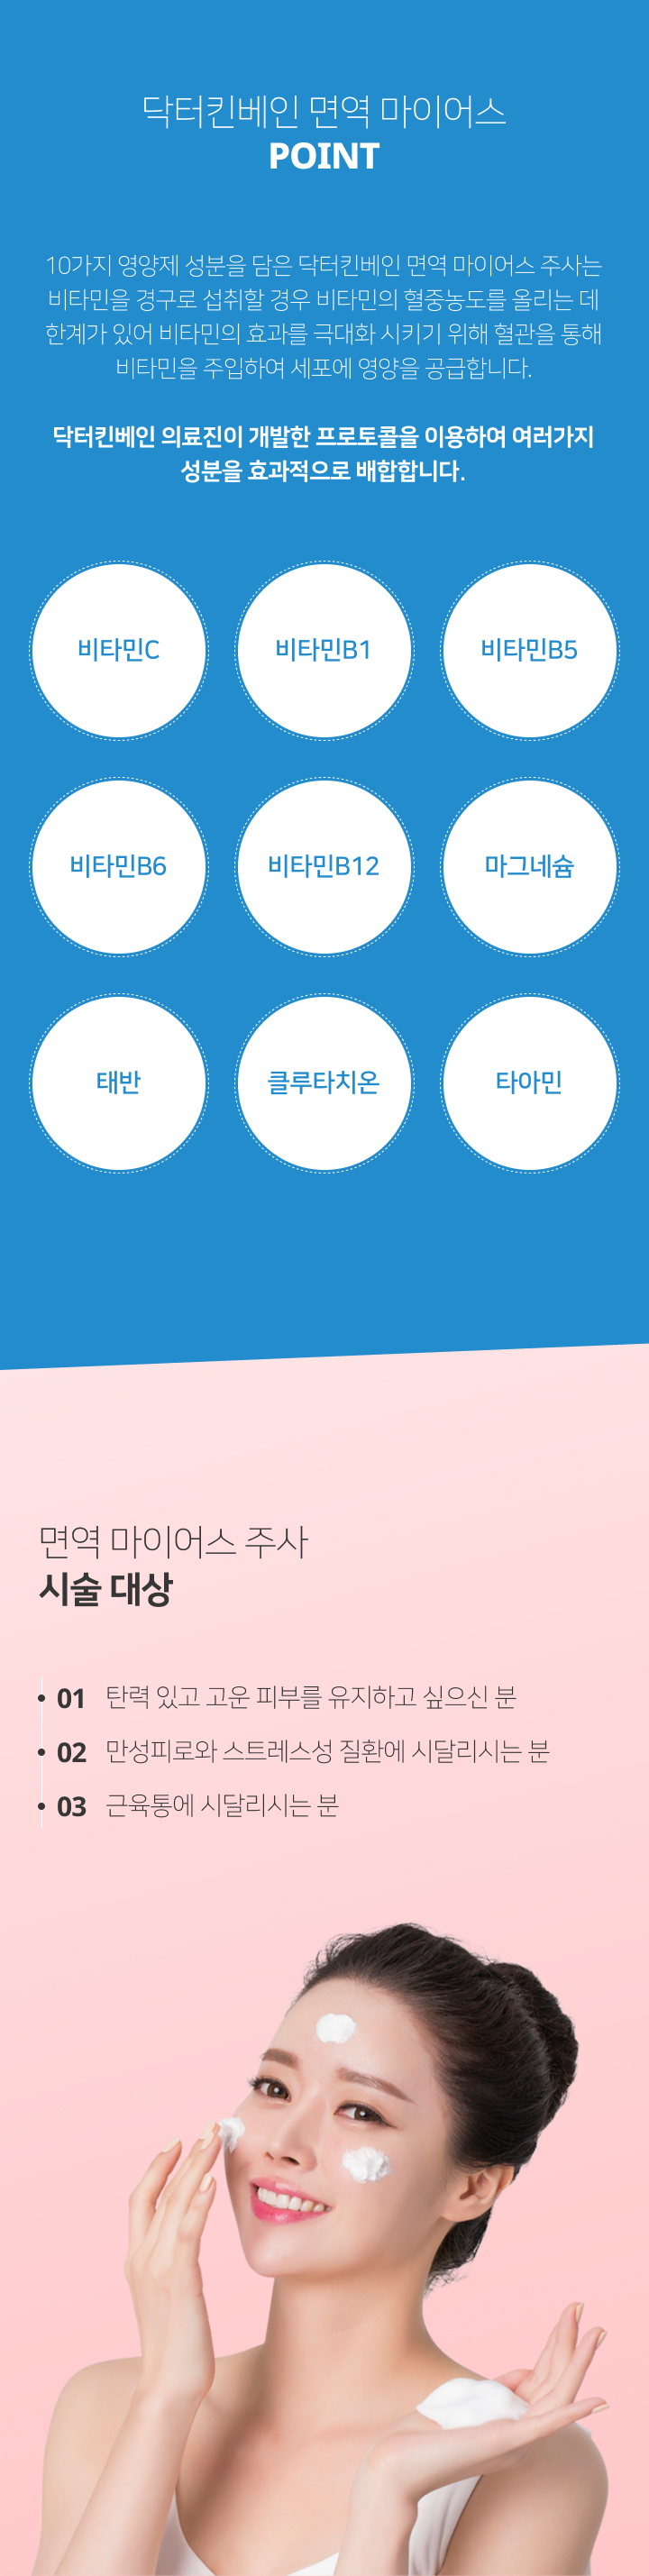 닥터킨베인 면역 마이어스
POINT
10가지 영양제 성분을 담은 닥터킨베인 면역 마이어스 주사는
비타민을 경구로 섭취할 경우 비타민의 혈중농도를 올리는 데
한계가 있어 비타민의 효과를 극대화 시키기 위해 혈관을 통해
비타민을 주입하여 세포에 영양을 공급합니다.
닥터킨베인 의료진이 개발한 프로토콜을 이용하여 여러가지
성분을 효과적으로 배합합니다.
비타민C
비타민B1
비타민B5
비타민B6
비타민B12
마그네슘
태반
클루타치온
타아민
면역 마이어스 주사
시술 대상
01 탄력 있고 고운 피부를 유지하고 싶으신 분
02 만성피로와 스트레스성 질환에 시달리시는 분
03 근육통에 시달리시는 분